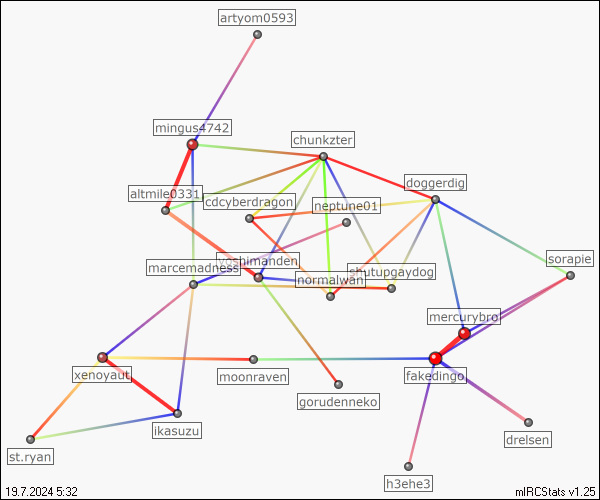 artyom0593
mingus4742
chunkzter
doggerdig
altmile0331
cdcyberdragon
neptune01
yoshimanden
sorapie
marcemadness
shutupgaydog
normalwan
mercurybro
xenoyaut
moonraven
fakedingo
gorudenneko
ikasuzu
drelsen
st.ryan
h3ehe3
19.7.2024 5:32
mIRCStats v1.25